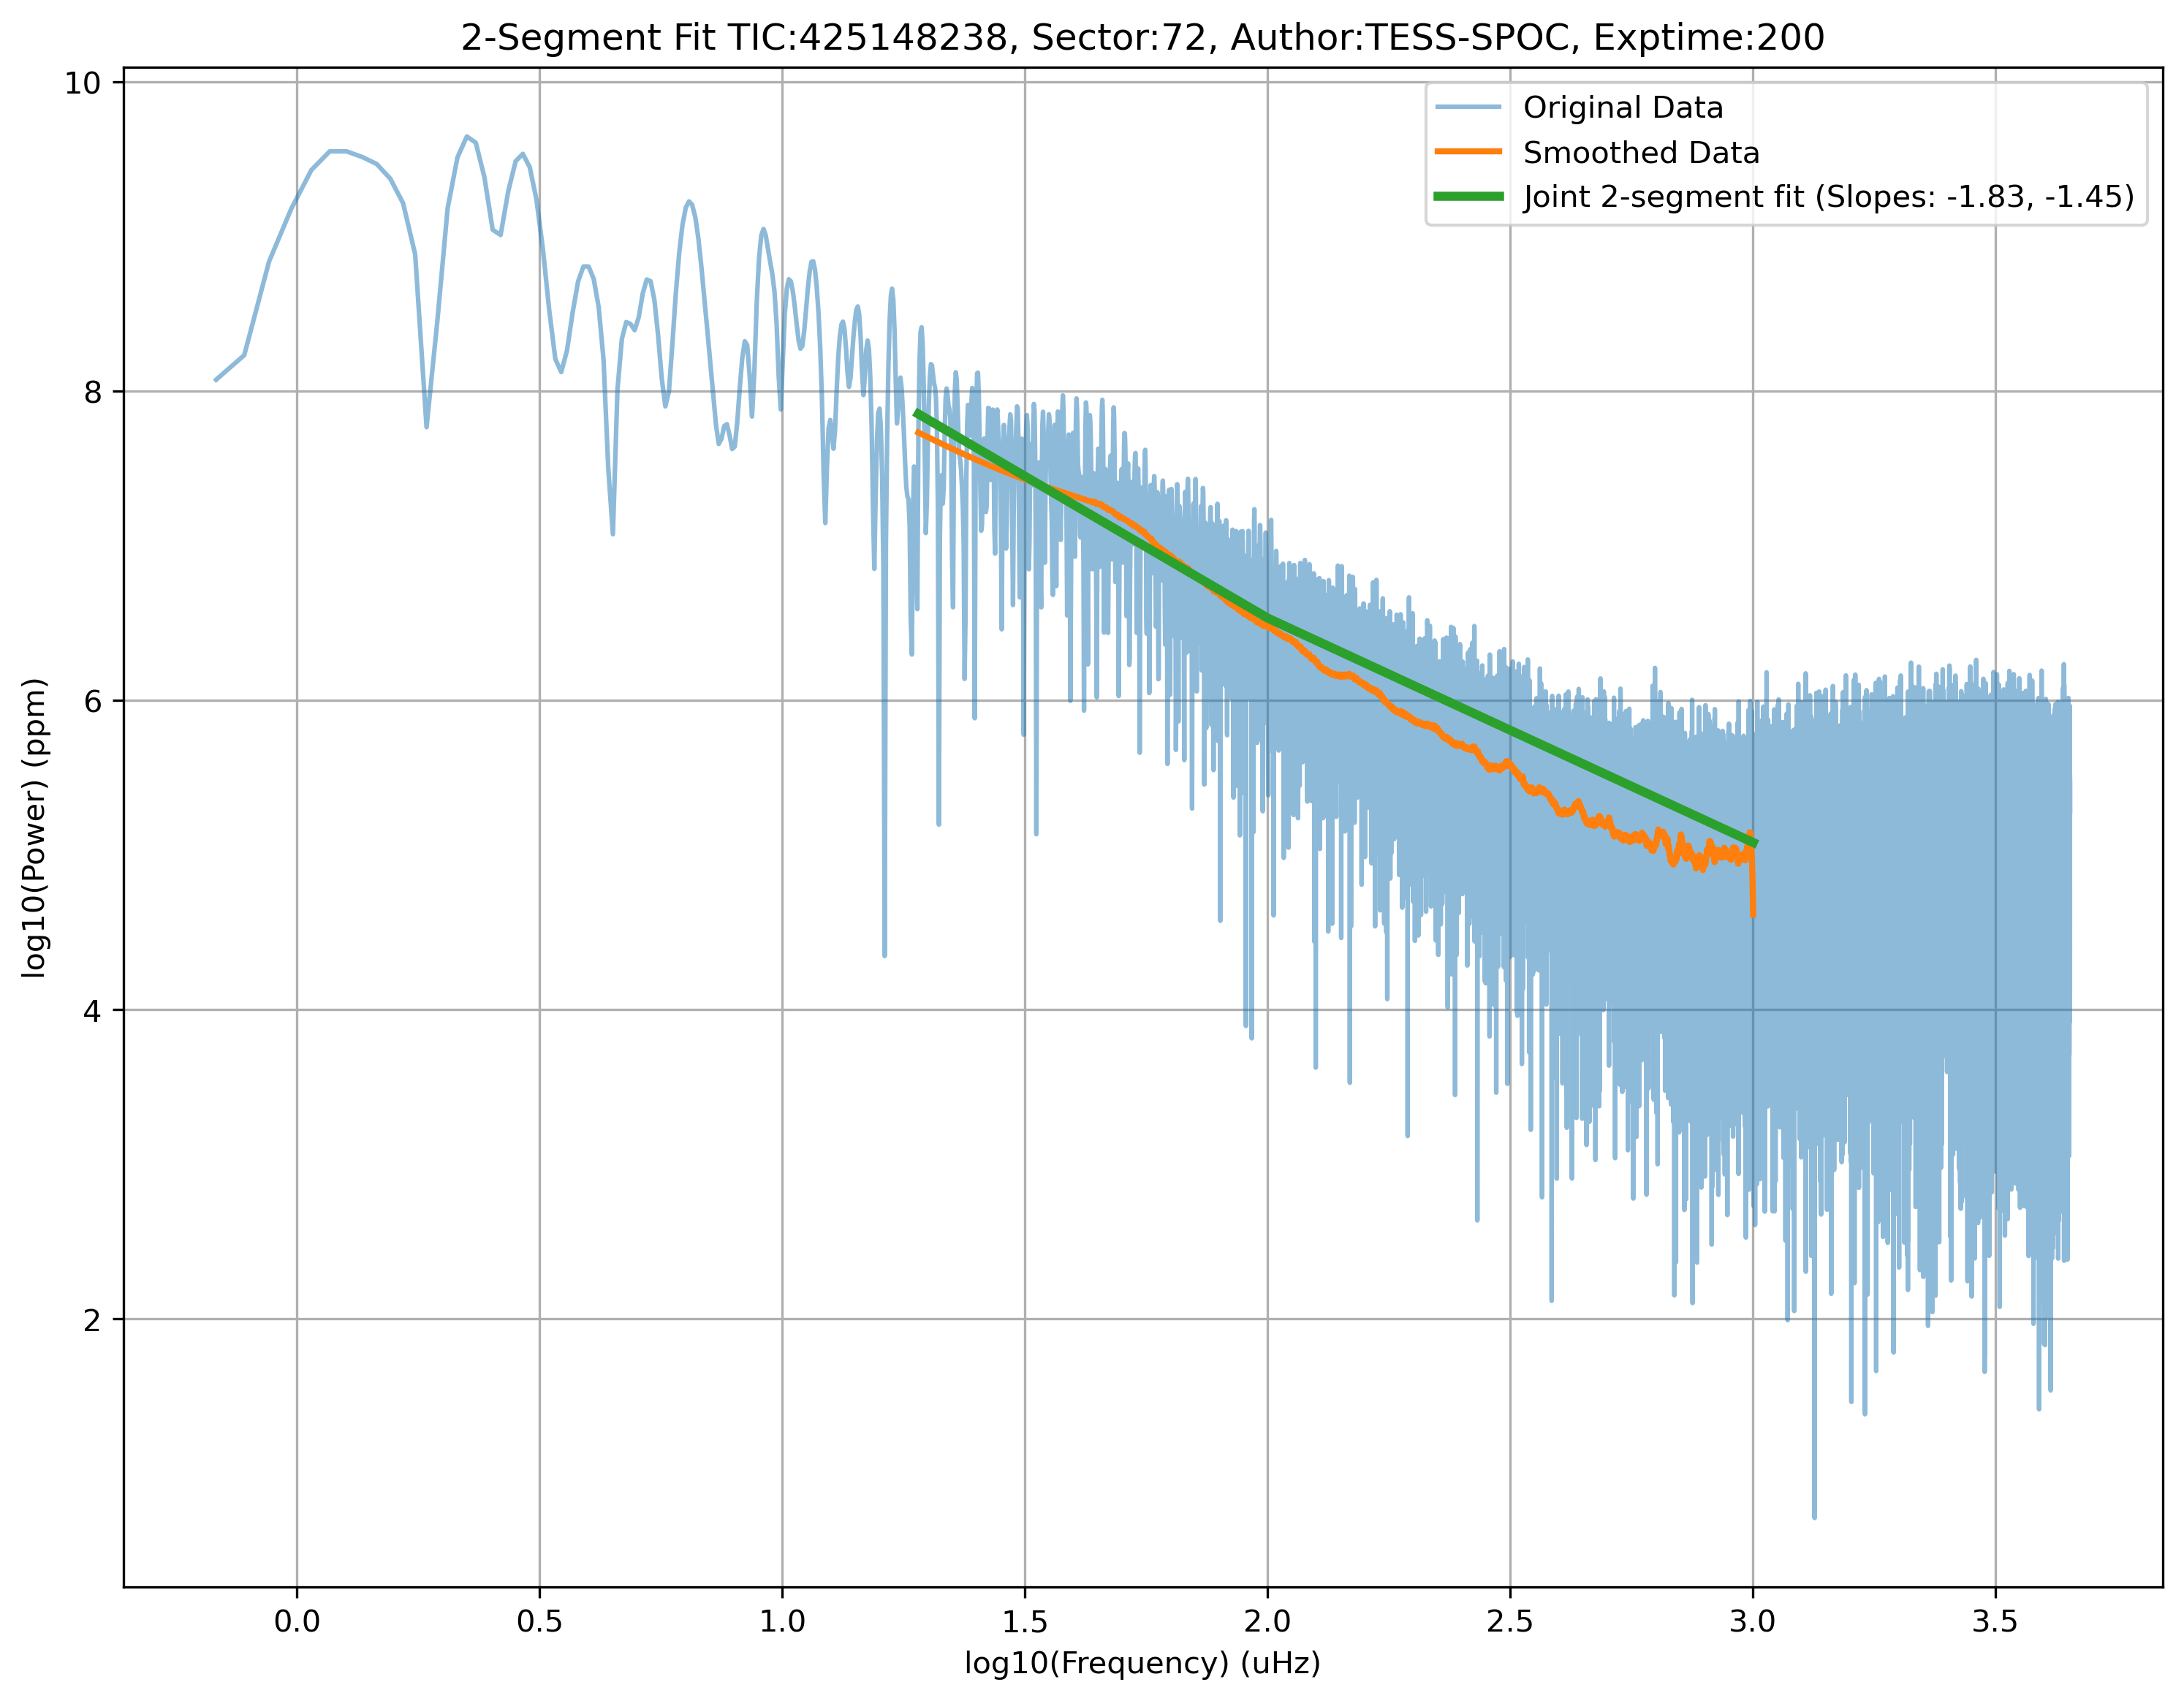 2-Segment Fit TIC:425148238, Sector:72, Author:TESS-SPOC, Exptime:200
Original Data
Smoothed Data
Joint 2-segment fit (Slopes: -1.83, -1.45)
log10(Power) (ppm)
10
8
6
4
2
0.0 0.5 1.0 1.5 2.0 2.5 3.0 3.5
log10(Frequency) (uHz)